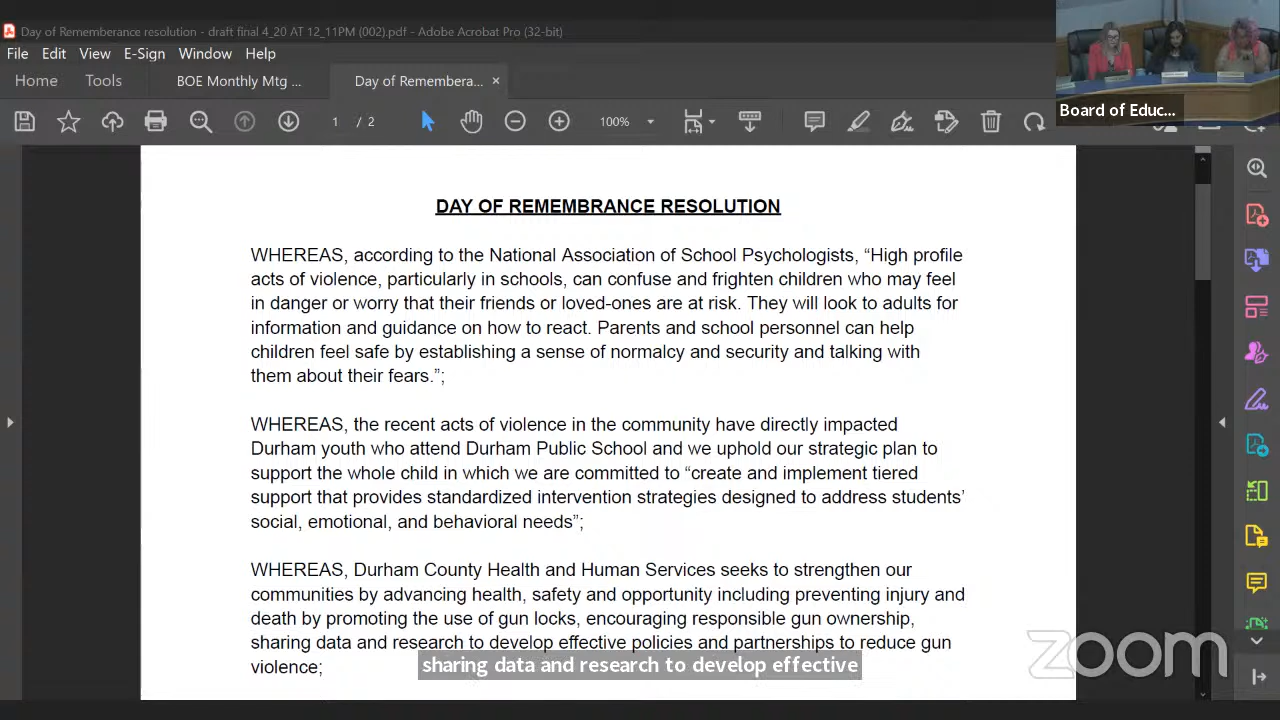 Day of Rememberance resolution - draft final 4_20 AT 12_11PM (002).pdf - Adobe Acrobat Pro (32-bit)
File Edit View E-Sign Window Help
Home Tools BOE Monthly Mtg ... Day of Remembera... ×
1 / 2 100%
Board of Educ...
DAY OF REMEMBRANCE RESOLUTION
WHEREAS, according to the National Association of School Psychologists, “High profile
acts of violence, particularly in schools, can confuse and frighten children who may feel
in danger or worry that their friends or loved-ones are at risk. They will look to adults for
information and guidance on how to react. Parents and school personnel can help
children feel safe by establishing a sense of normalcy and security and talking with
them about their fears.”;
WHEREAS, the recent acts of violence in the community have directly impacted
Durham youth who attend Durham Public School and we uphold our strategic plan to
support the whole child in which we are committed to “create and implement tiered
support that provides standardized intervention strategies designed to address students’
social, emotional, and behavioral needs”;
WHEREAS, Durham County Health and Human Services seeks to strengthen our
communities by advancing health, safety and opportunity including preventing injury and
death by promoting the use of gun locks, encouraging responsible gun ownership,
sharing data and research to develop effective policies and partnerships to reduce gun
violence;
sharing data and research to develop effective
zoom